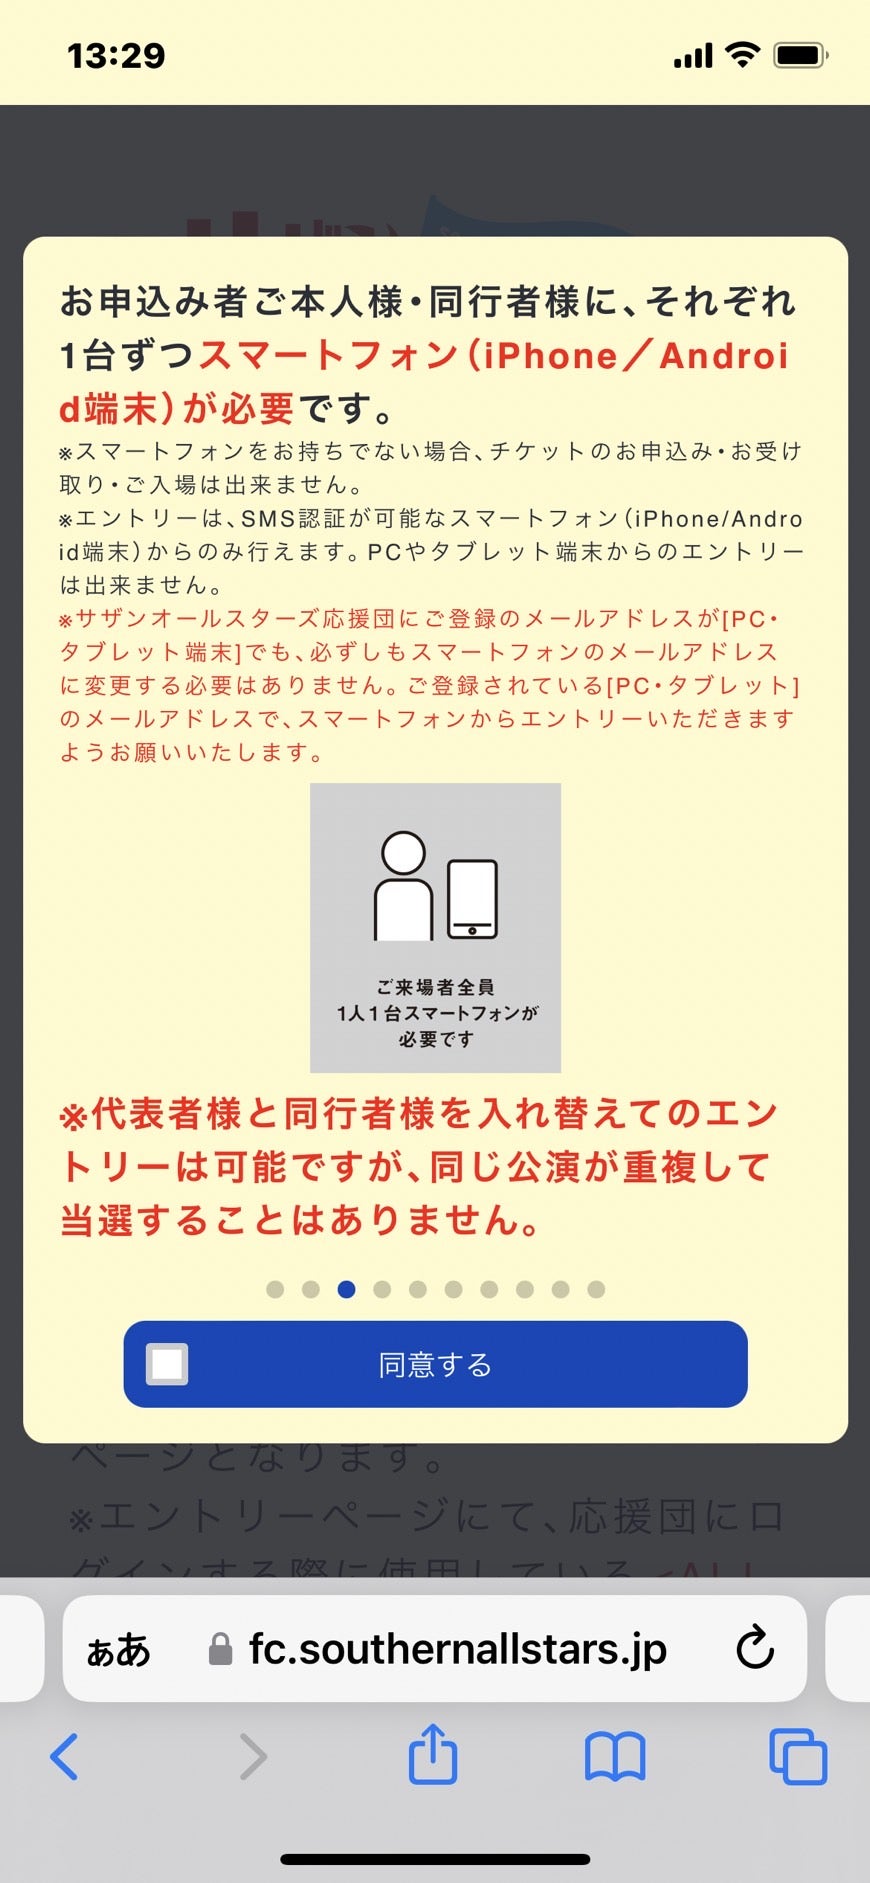 13:29
お申込み者ご本人様・同行者様に、それぞれ
1台ずつスマートフォン（iPhone／Androi
d端末）が必要です。
※スマートフォンをお持ちでない場合、チケットのお申込み・お受け
取り・ご入場は出来ません。
※エントリーは、SMS認証が可能なスマートフォン（iPhone/Andro
id端末）からのみ行えます。PCやタブレット端末からのエントリー
は出来ません。
※サザンオールスターズ応援団にご登録のメールアドレスが[PC・
タブレット端末]でも、必ずしもスマートフォンのメールアドレス
に変更する必要はありません。ご登録されている[PC・タブレット]
のメールアドレスで、スマートフォンからエントリーいただきます
ようお願いいたします。
ご来場者全員
1人1台スマートフォンが
必要です
※代表者様と同行者様を入れ替えてのエン
トリーは可能ですが、同じ公演が重複して
当選することはありません。
同意する
ページとなります。
※エントリーページにて、応援団にロ
グインする際に使用している<ALL
ぁあ
fc.southernallstars.jp